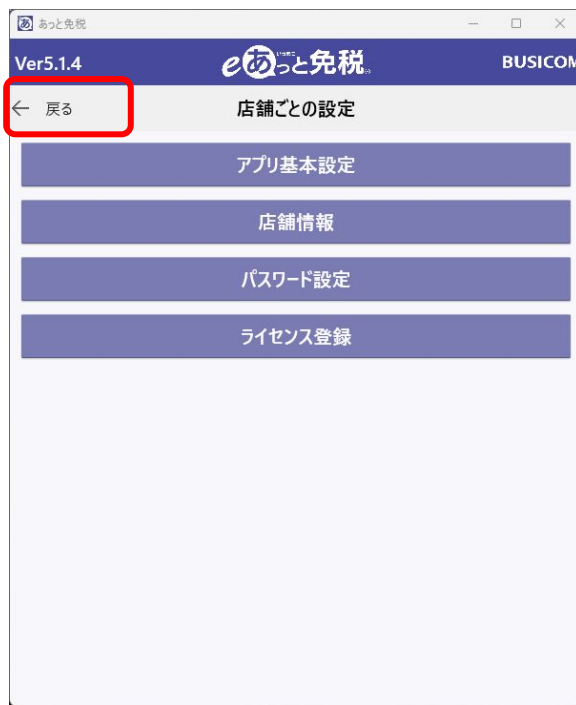 あ あっと免税
Ver5.1.4
eあっと免税
BUSICOM
← 戻る
店舗ごとの設定
アプリ基本設定
店舗情報
パスワード設定
ライセンス登録